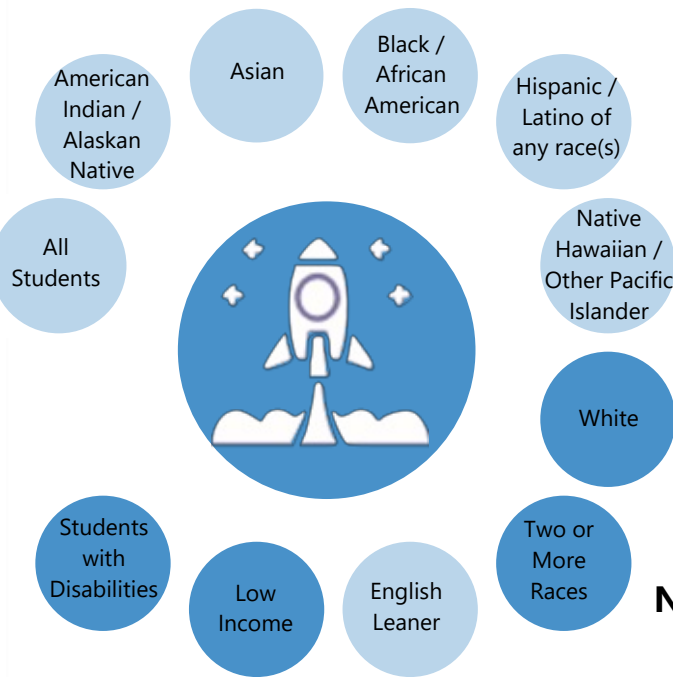 American
Indian /
Alaskan
Native
Asian
Black /
African
American
Hispanic /
Latino of
any race(s)
All
Students
Native
Hawaiian /
Other Pacific
Islander
White
Students
with
Disabilities
Low
Income
English
Leaner
Two or
More
Races
N